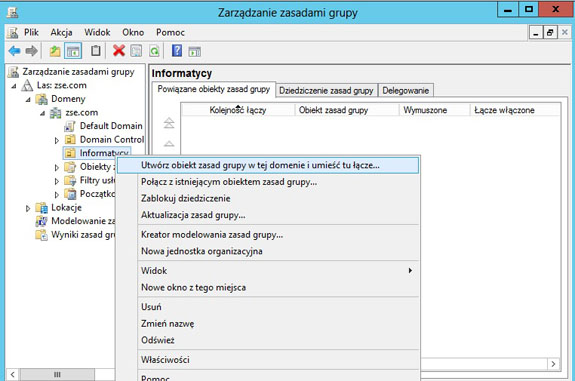 Zarządzanie zasadami grupy
Plik Akcja Widok Okno Pomoc
Zarządzanie zasadami grupy
Las: zse.com
Domeny
zse.com
Default Domain
Domain Control
Informatycy
Obiekty z
Filtry usł
Początko
Lokacje
Modelowanie za
Wyniki zasad gr
Informatycy
Powiązane obiekty zasad grupy Dziedziczenie zasad grupy Delegowanie
Kolejność łączy Obiekt zasad grupy Wymuszone Łącze włączone
Utwórz obiekt zasad grupy w tej domenie i umieść tu łącze...
Połącz z istniejącym obiektem zasad grupy...
Zablokuj dziedziczenie
Aktualizacja zasad grupy...
Kreator modelowania zasad grupy...
Nowa jednostka organizacyjna
Widok
Nowe okno z tego miejsca
Usuń
Zmień nazwę
Odśwież
Właściwości
Pomoc